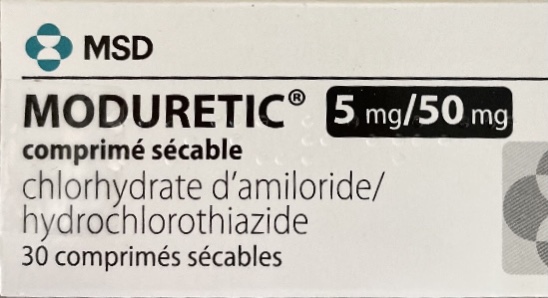 MSD
MODURETIC® 5 mg/50 mg
comprimé sécable
chlorhydrate d'amiloride/
hydrochlorothiazide
30 comprimés sécables